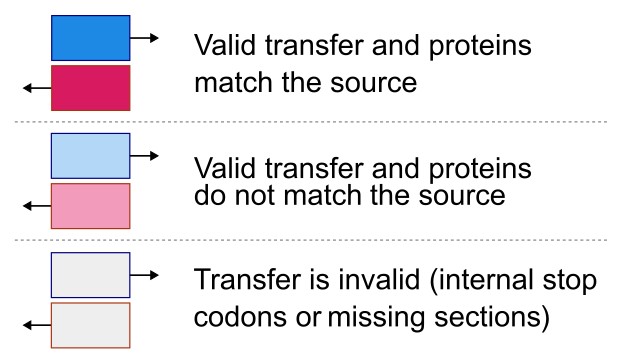 Valid transfer and proteins
match the source
Valid transfer and proteins
do not match the source
Transfer is invalid (internal stop
codons or missing sections)